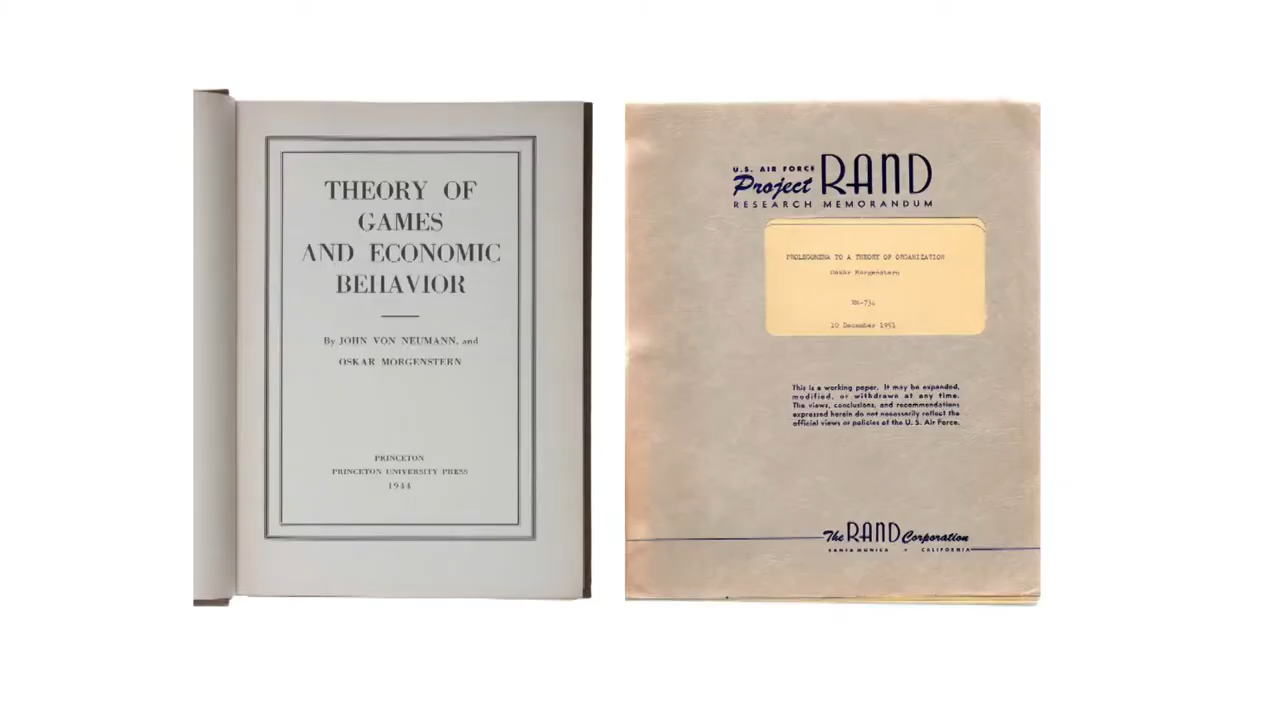 THEORY OF
GAMES
AND ECONOMIC
BEHAVIOR
By JOHN VON NEUMANN, and
OSKAR MORGENSTERN
PRINCETON
PRINCETON UNIVERSITY PRESS
1944
U.S. AIR FORCE
Project RAND
RESEARCH MEMORANDUM
PROLEGOMENA TO A THEORY OF ORGANIZATION
Oskar Morgenstern
RM-734
10 December 1951
This is a working paper. It may be expanded,
modified, or withdrawn at any time.
The views, conclusions, and recommendations
expressed herein do not necessarily reflect the
official views or policies of the U. S. Air Force.
The RAND Corporation
SANTA MONICA • CALIFORNIA